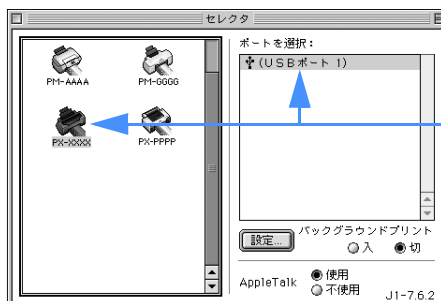 セレクタ
ポートを選択：
PM-AAAA
PM-GGGG
(USBポート 1)
PX-XXXX
PX-PPPP
バックグラウンドプリント
設定...
入
切
AppleTalk
使用
不使用
J1-7.6.2